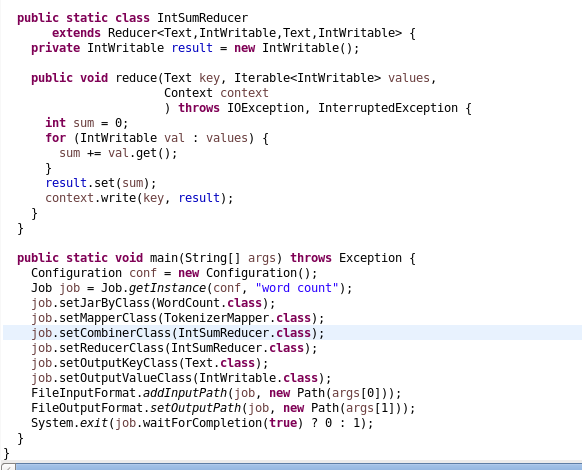 public static class IntSumReducer
extends Reducer<Text,IntWritable,Text,IntWritable> {
private IntWritable result = new IntWritable();
public void reduce(Text key, Iterable<IntWritable> values,
Context context
) throws IOException, InterruptedException {
int sum = 0;
for (IntWritable val : values) {
sum += val.get();
}
result.set(sum);
context.write(key, result);
}
}
public static void main(String[] args) throws Exception {
Configuration conf = new Configuration();
Job job = Job.getInstance(conf, "word count");
job.setJarByClass(WordCount.class);
job.setMapperClass(TokenizerMapper.class);
job.setCombinerClass(IntSumReducer.class);
job.setReducerClass(IntSumReducer.class);
job.setOutputKeyClass(Text.class);
job.setOutputValueClass(IntWritable.class);
FileInputFormat.addInputPath(job, new Path(args[0]));
FileOutputFormat.setOutputPath(job, new Path(args[1]));
System.exit(job.waitForCompletion(true) ? 0 : 1);
}
}